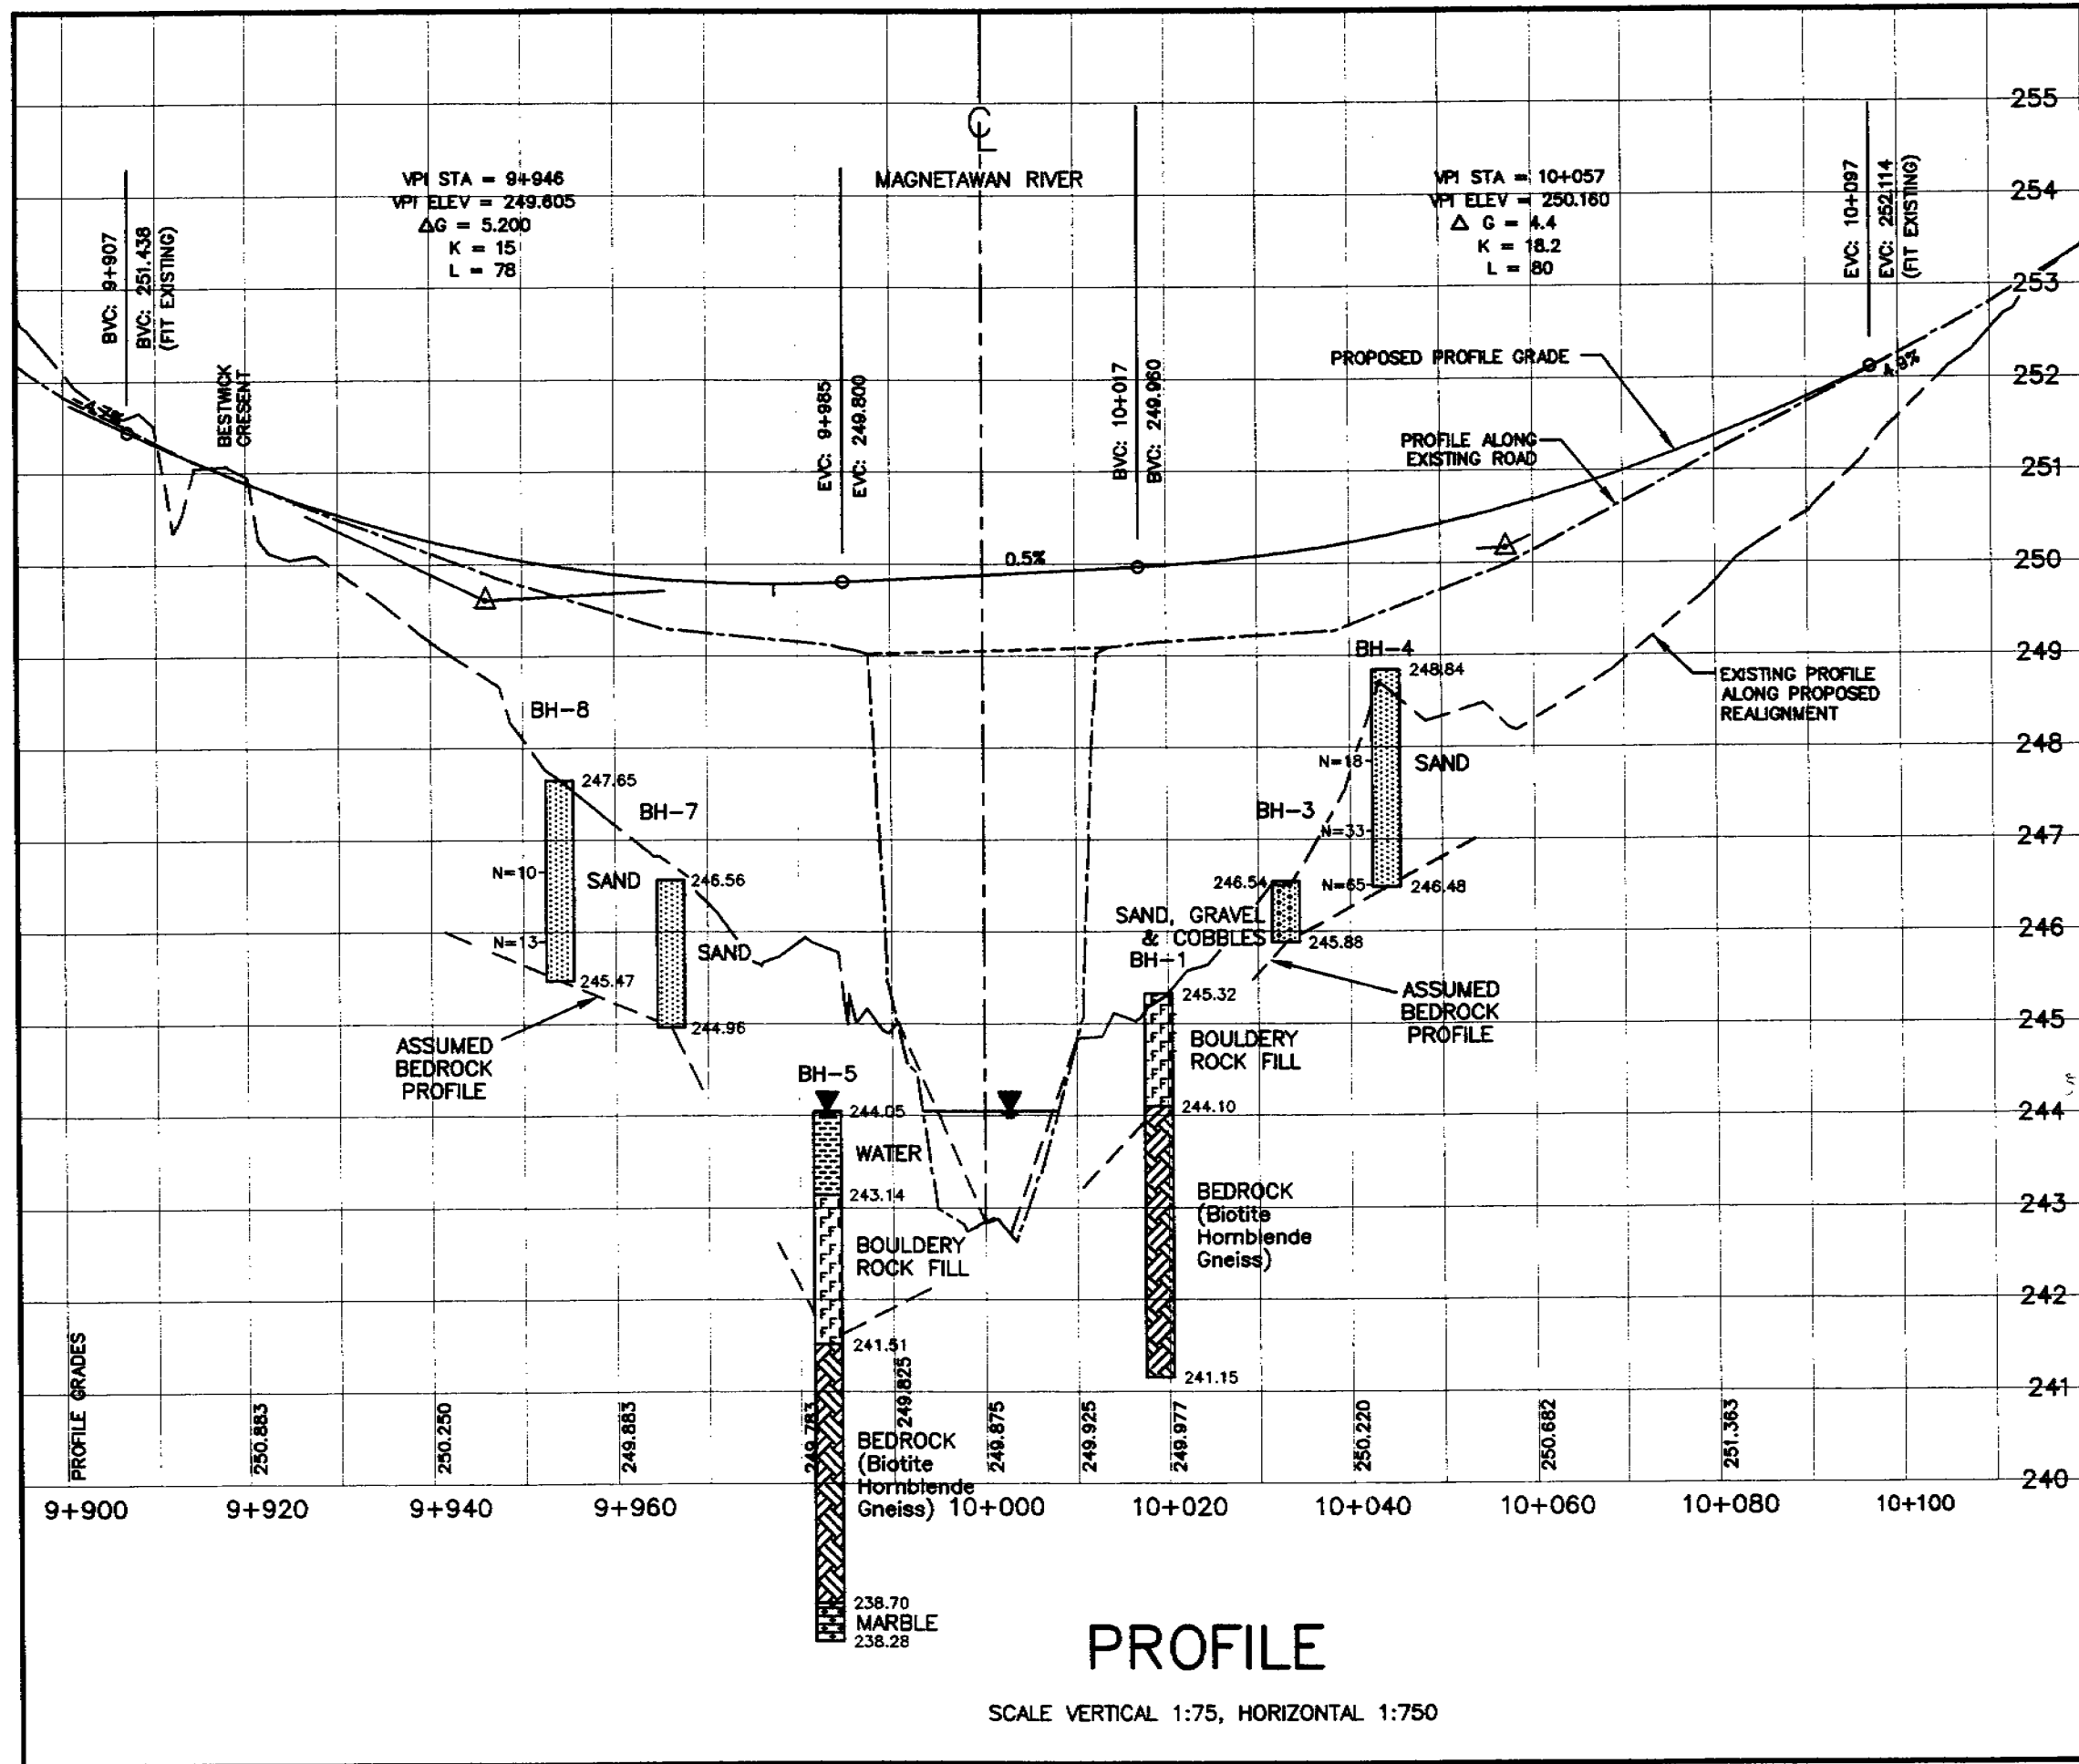 255
254
253
252
251
250
249
248
247
246
245
244
243
242
241
240
BVC: 9+907
BVC: 251.438
(FIT EXISTING)
VPI STA = 9+946
VPI ELEV = 249.605
ΔG = 5.200
K = 15
L = 78
℄
MAGNETAWAN RIVER
VPI STA = 10+057
VPI ELEV = 250.160
Δ G = 4.4
K = 18.2
L = 80
EVC: 10+097
EVC: 252.114
(FIT EXISTING)
BESTWICK
CRESENT
EVC: 9+985
EVC: 249.800
BVC: 10+017
BVC: 249.960
PROPOSED PROFILE GRADE
4.9%
-4.7%
PROFILE ALONG
EXISTING ROAD
0.5%
BH-4
248.84
EXISTING PROFILE
ALONG PROPOSED
REALIGNMENT
BH-8
247.65
BH-7
N=18
SAND
BH-3
N=33
N=10
SAND
246.56
246.54
N=65
246.48
N=13
SAND
SAND, GRAVEL
& COBBLES
245.88
BH-1
245.47
245.32
ASSUMED
BEDROCK
PROFILE
244.96
ASSUMED
BEDROCK
PROFILE
BOULDERY
ROCK FILL
BH-5
244.05
244.10
WATER
243.14
BEDROCK
(Biotite
Hornblende
Gneiss)
BOULDERY
ROCK FILL
241.51
241.15
PROFILE GRADES
250.883
250.250
249.883
249.783
249.825
249.875
249.925
249.977
250.220
250.682
251.363
BEDROCK
(Biotite
Hornblende
Gneiss)
9+900
9+920
9+940
9+960
10+000
10+020
10+040
10+060
10+080
10+100
238.70
MARBLE
238.28
PROFILE
SCALE VERTICAL 1:75, HORIZONTAL 1:750